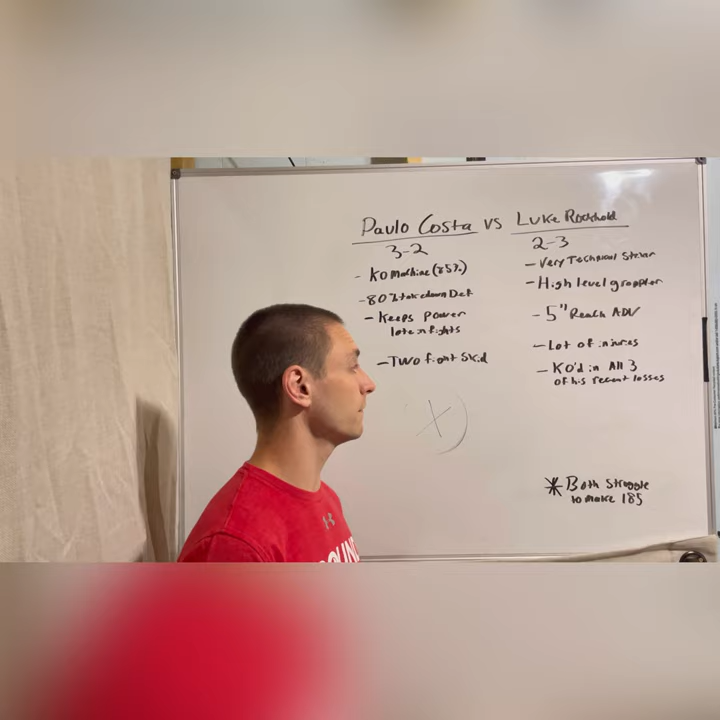 Paulo Costa vs Luke Rockhold
3-2
2-3
- KO Machine (85%)
- 80% takedown Def
- Keeps Power
late in fights
- Two fight Skid
- Very Technical Striker
- High level grappler
- 5" Reach ADV
- Lot of injuries
- KO'd in All 3
of his recent losses
* Both Struggle
to make 185